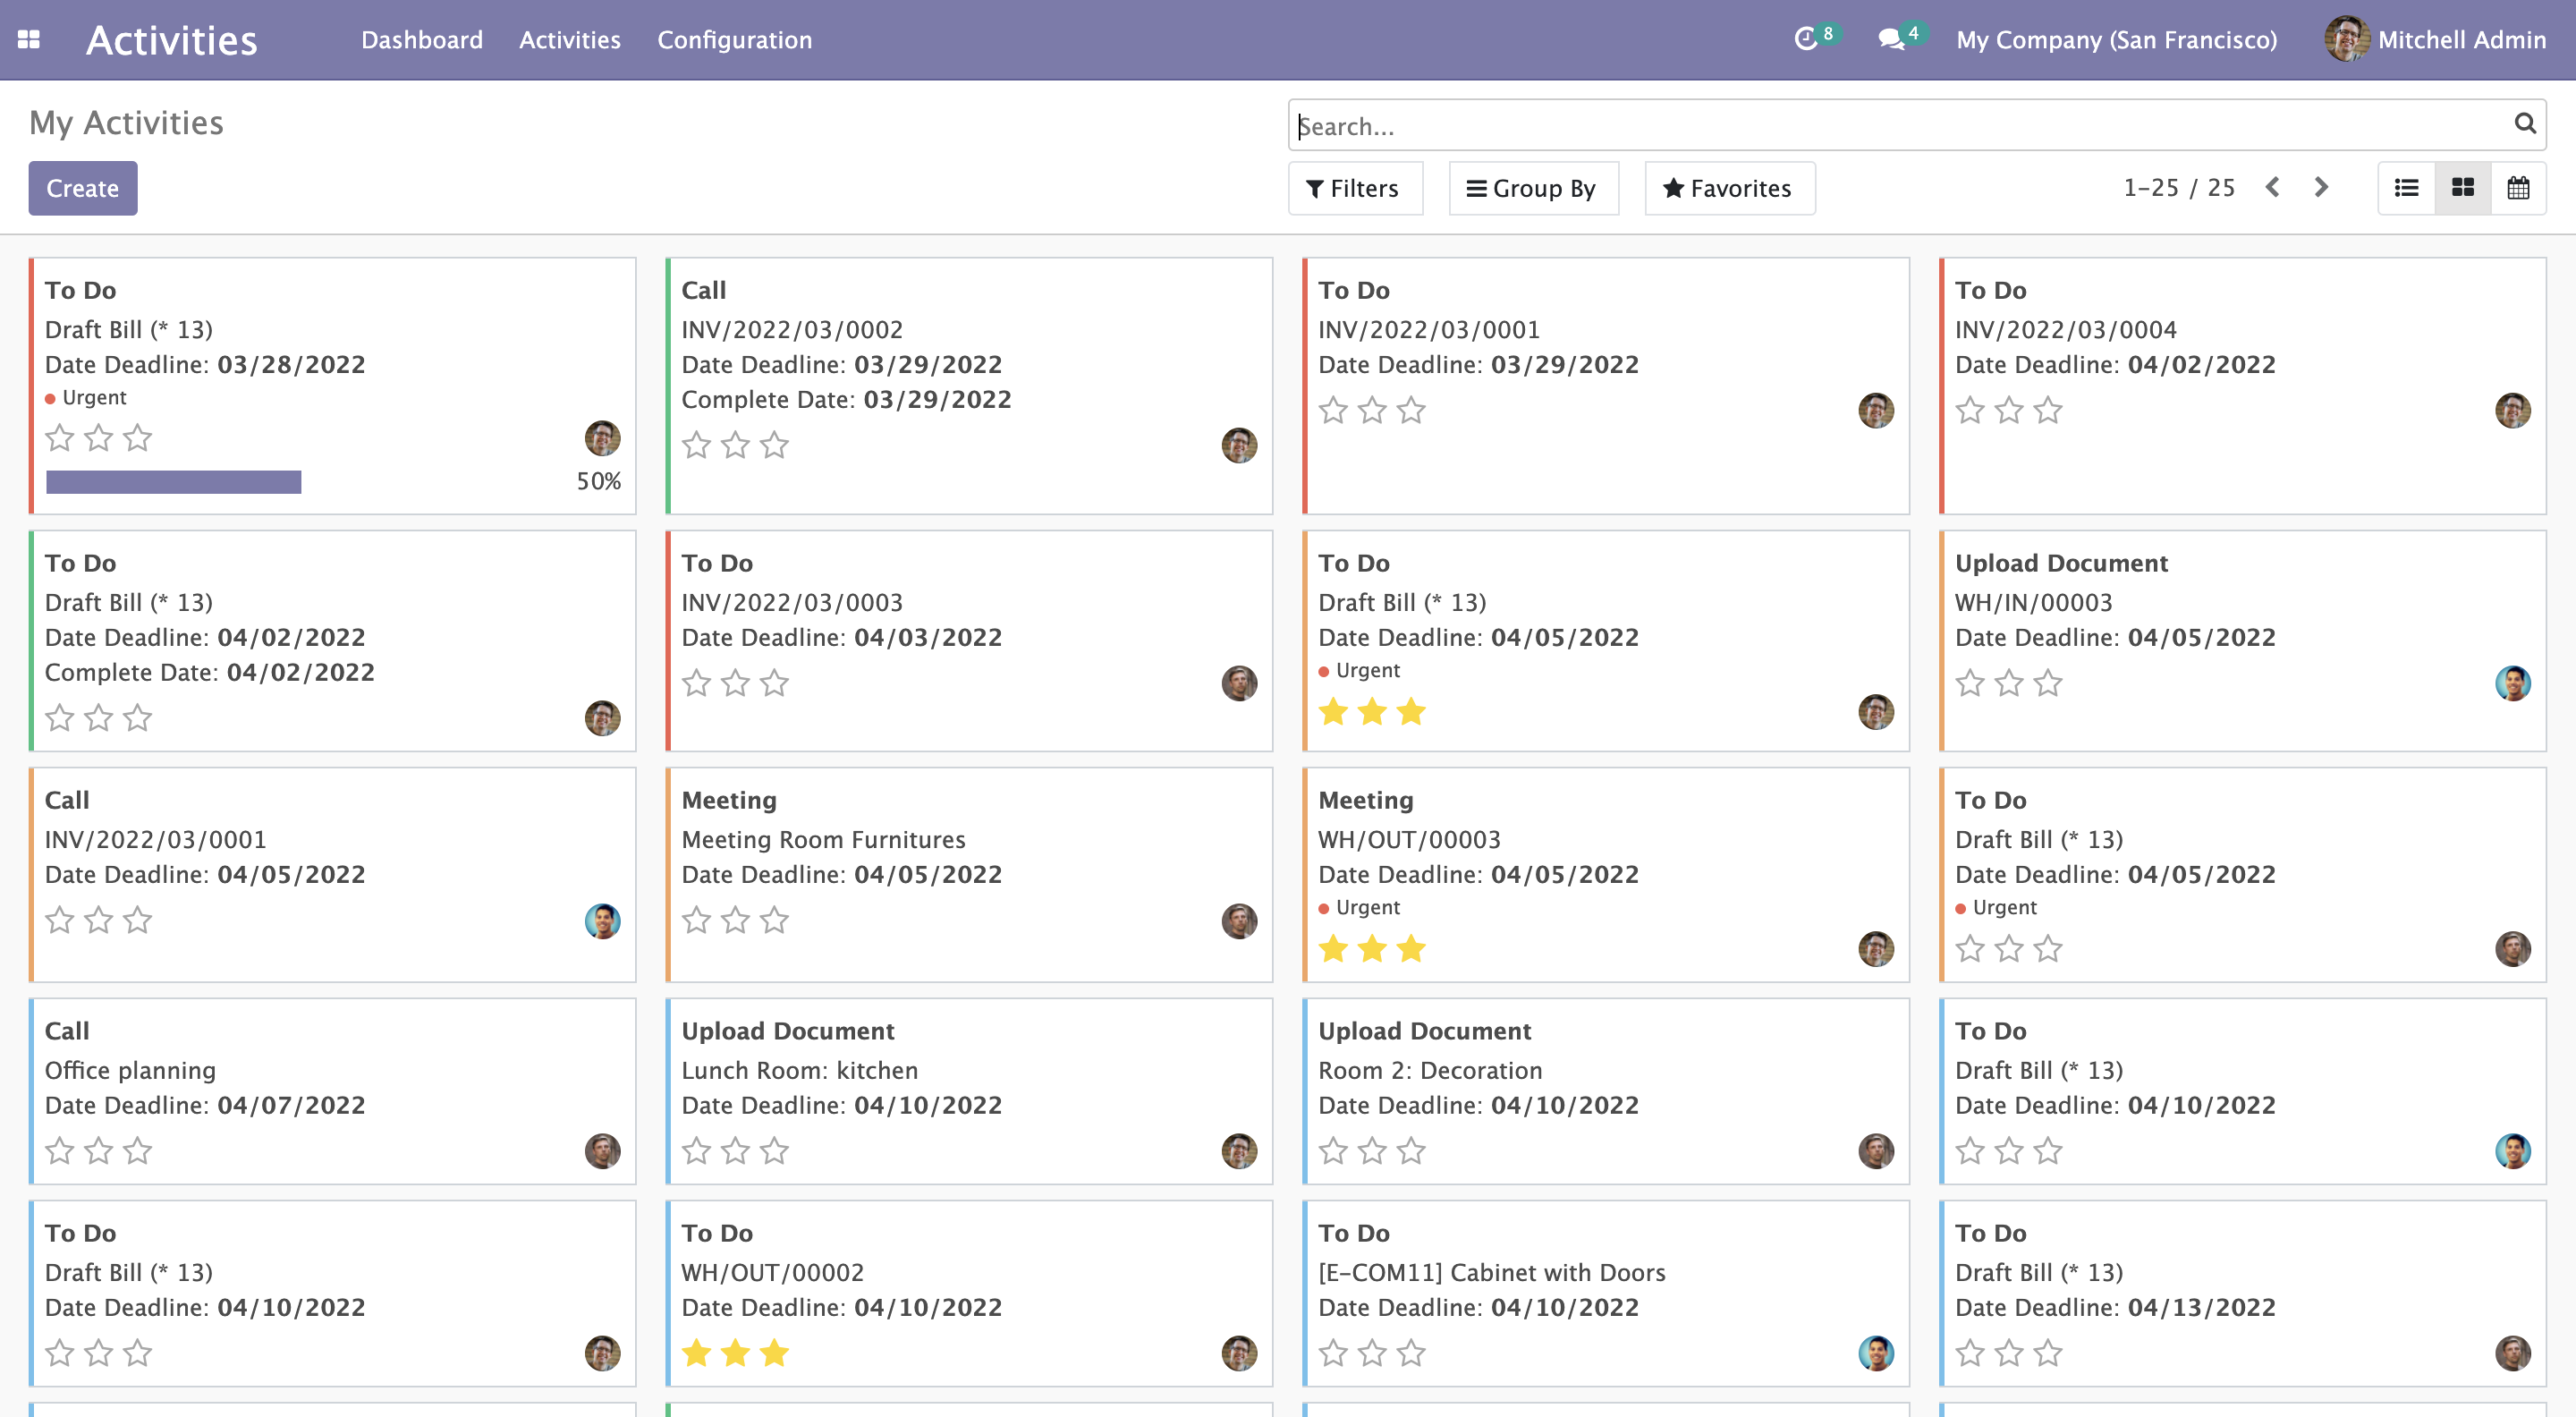 Activities
Dashboard
Activities
Configuration
8
4
My Company (San Francisco)
Mitchell Admin
My Activities
Search...
Create
Filters
Group By
Favorites
1-25 / 25
To Do
Draft Bill (* 13)
Date Deadline: 03/28/2022
Urgent
50%
Call
INV/2022/03/0002
Date Deadline: 03/29/2022
Complete Date: 03/29/2022
To Do
INV/2022/03/0001
Date Deadline: 03/29/2022
To Do
INV/2022/03/0004
Date Deadline: 04/02/2022
To Do
Draft Bill (* 13)
Date Deadline: 04/02/2022
Complete Date: 04/02/2022
To Do
INV/2022/03/0003
Date Deadline: 04/03/2022
To Do
Draft Bill (* 13)
Date Deadline: 04/05/2022
Urgent
Upload Document
WH/IN/00003
Date Deadline: 04/05/2022
Call
INV/2022/03/0001
Date Deadline: 04/05/2022
Meeting
Meeting Room Furnitures
Date Deadline: 04/05/2022
Meeting
WH/OUT/00003
Date Deadline: 04/05/2022
Urgent
To Do
Draft Bill (* 13)
Date Deadline: 04/05/2022
Urgent
Call
Office planning
Date Deadline: 04/07/2022
Upload Document
Lunch Room: kitchen
Date Deadline: 04/10/2022
Upload Document
Room 2: Decoration
Date Deadline: 04/10/2022
To Do
Draft Bill (* 13)
Date Deadline: 04/10/2022
To Do
Draft Bill (* 13)
Date Deadline: 04/10/2022
To Do
WH/OUT/00002
Date Deadline: 04/10/2022
To Do
[E-COM11] Cabinet with Doors
Date Deadline: 04/10/2022
To Do
Draft Bill (* 13)
Date Deadline: 04/13/2022